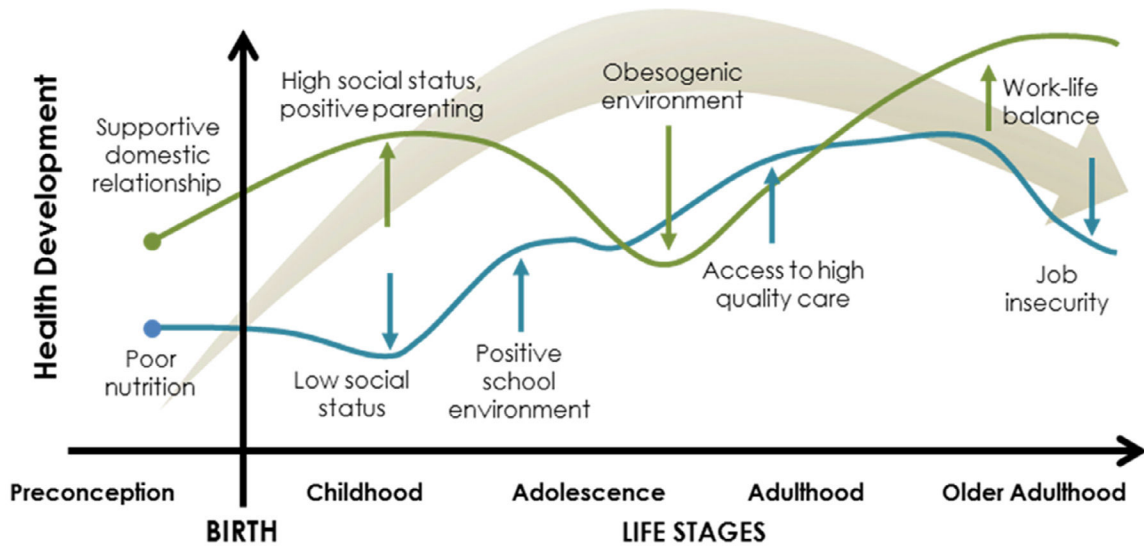 Health Development
Supportive
domestic
relationship
High social status,
positive parenting
Obesogenic
environment
Work-life
balance
Poor
nutrition
Low social
status
Positive
school
environment
Access to high
quality care
Job
insecurity
Preconception
Childhood
Adolescence
Adulthood
Older Adulthood
BIRTH
LIFE STAGES